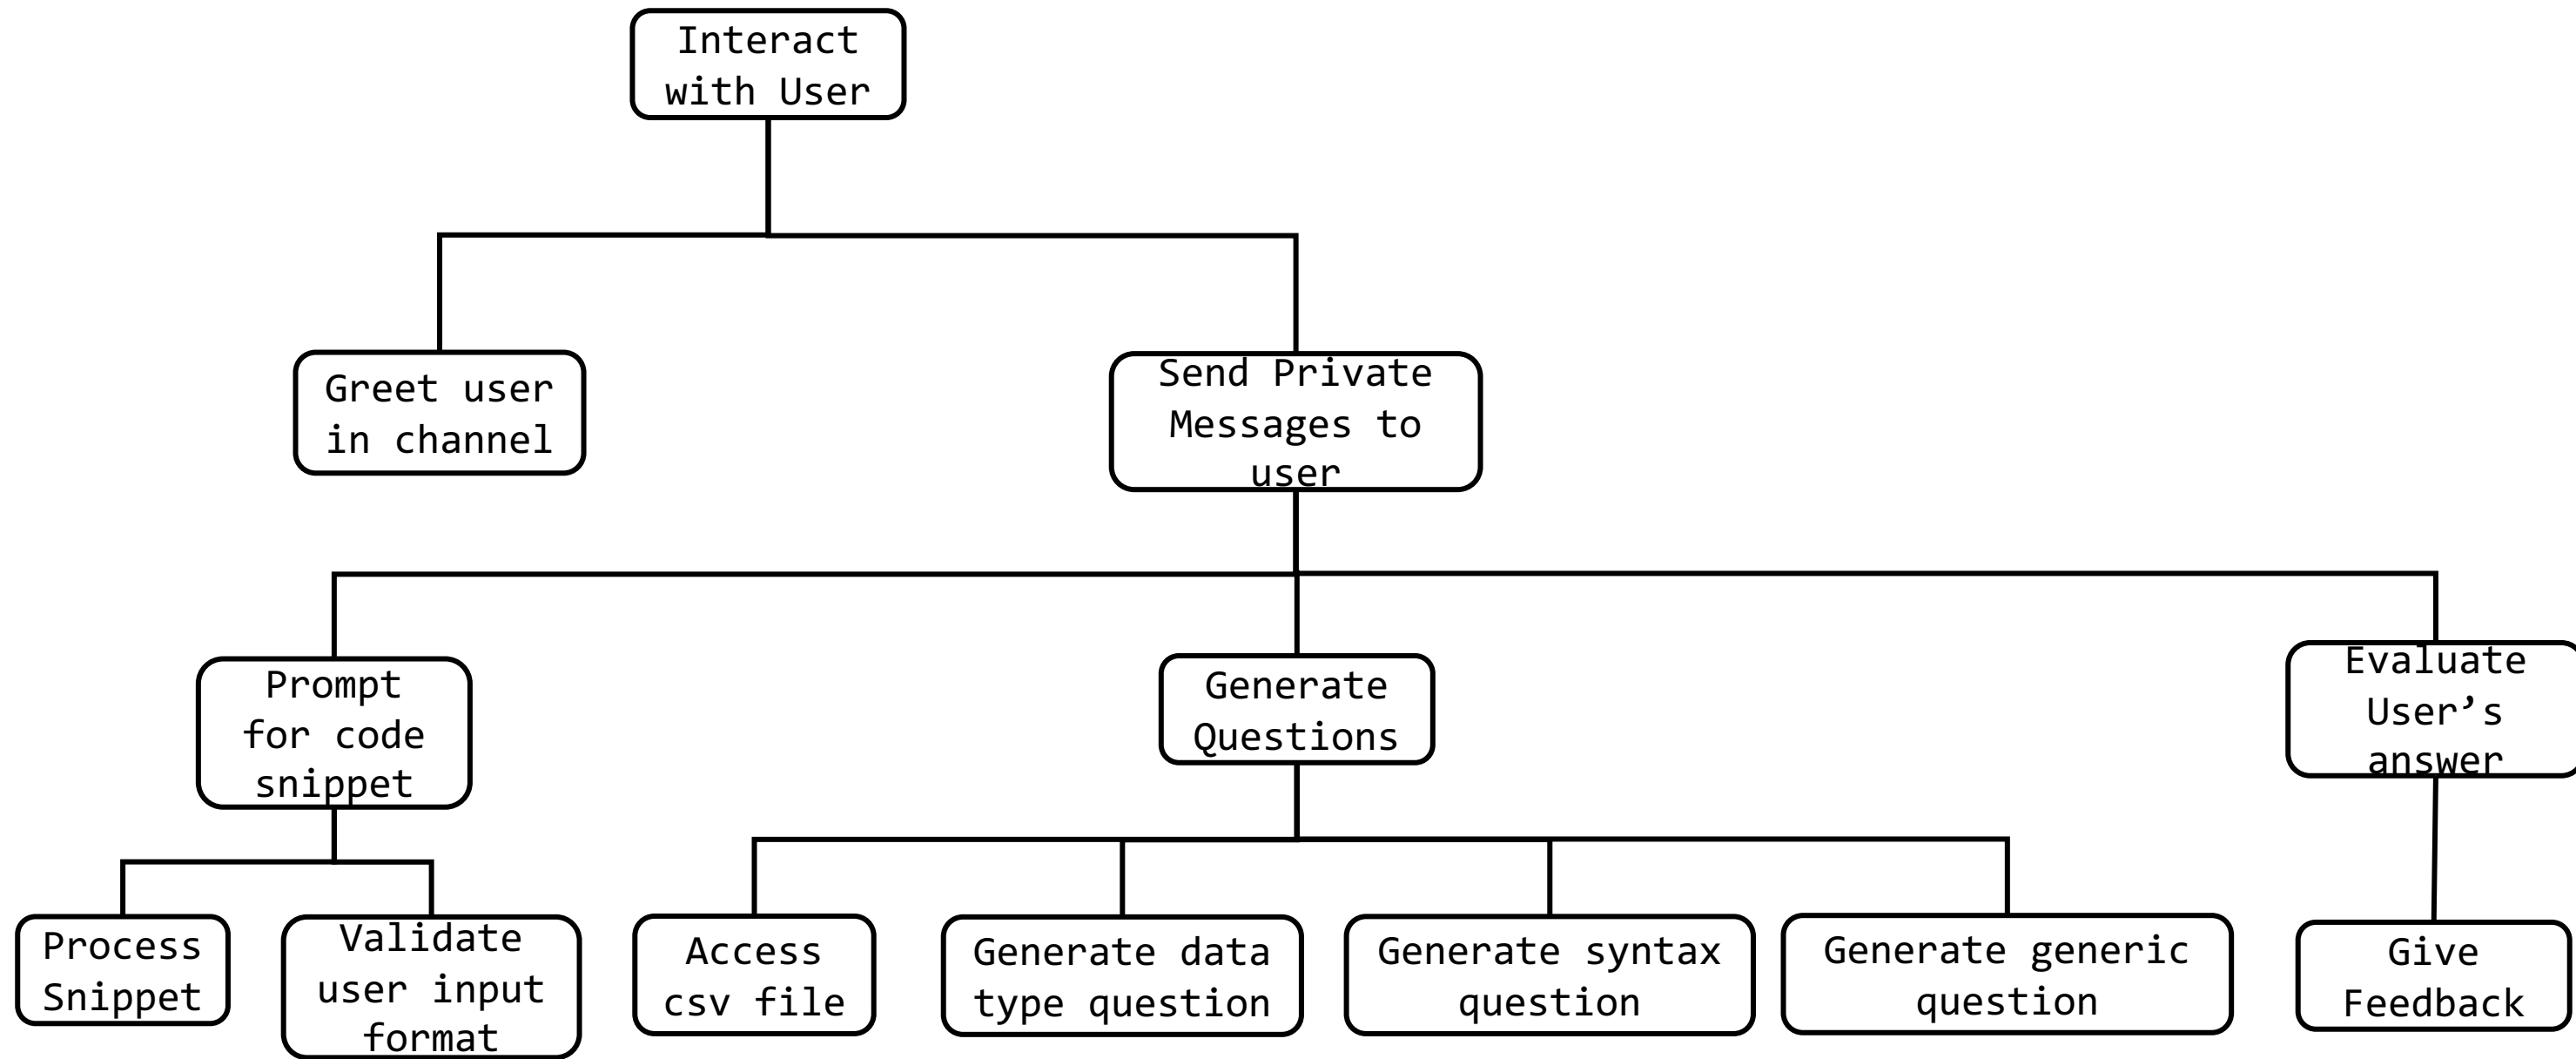 Interact
with User
Greet user
in channel
Send Private
Messages to
user
Prompt
for code
snippet
Generate
Questions
Evaluate
User’s
answer
Process
Snippet
Validate
user input
format
Access
csv file
Generate data
type question
Generate syntax
question
Generate generic
question
Give
Feedback